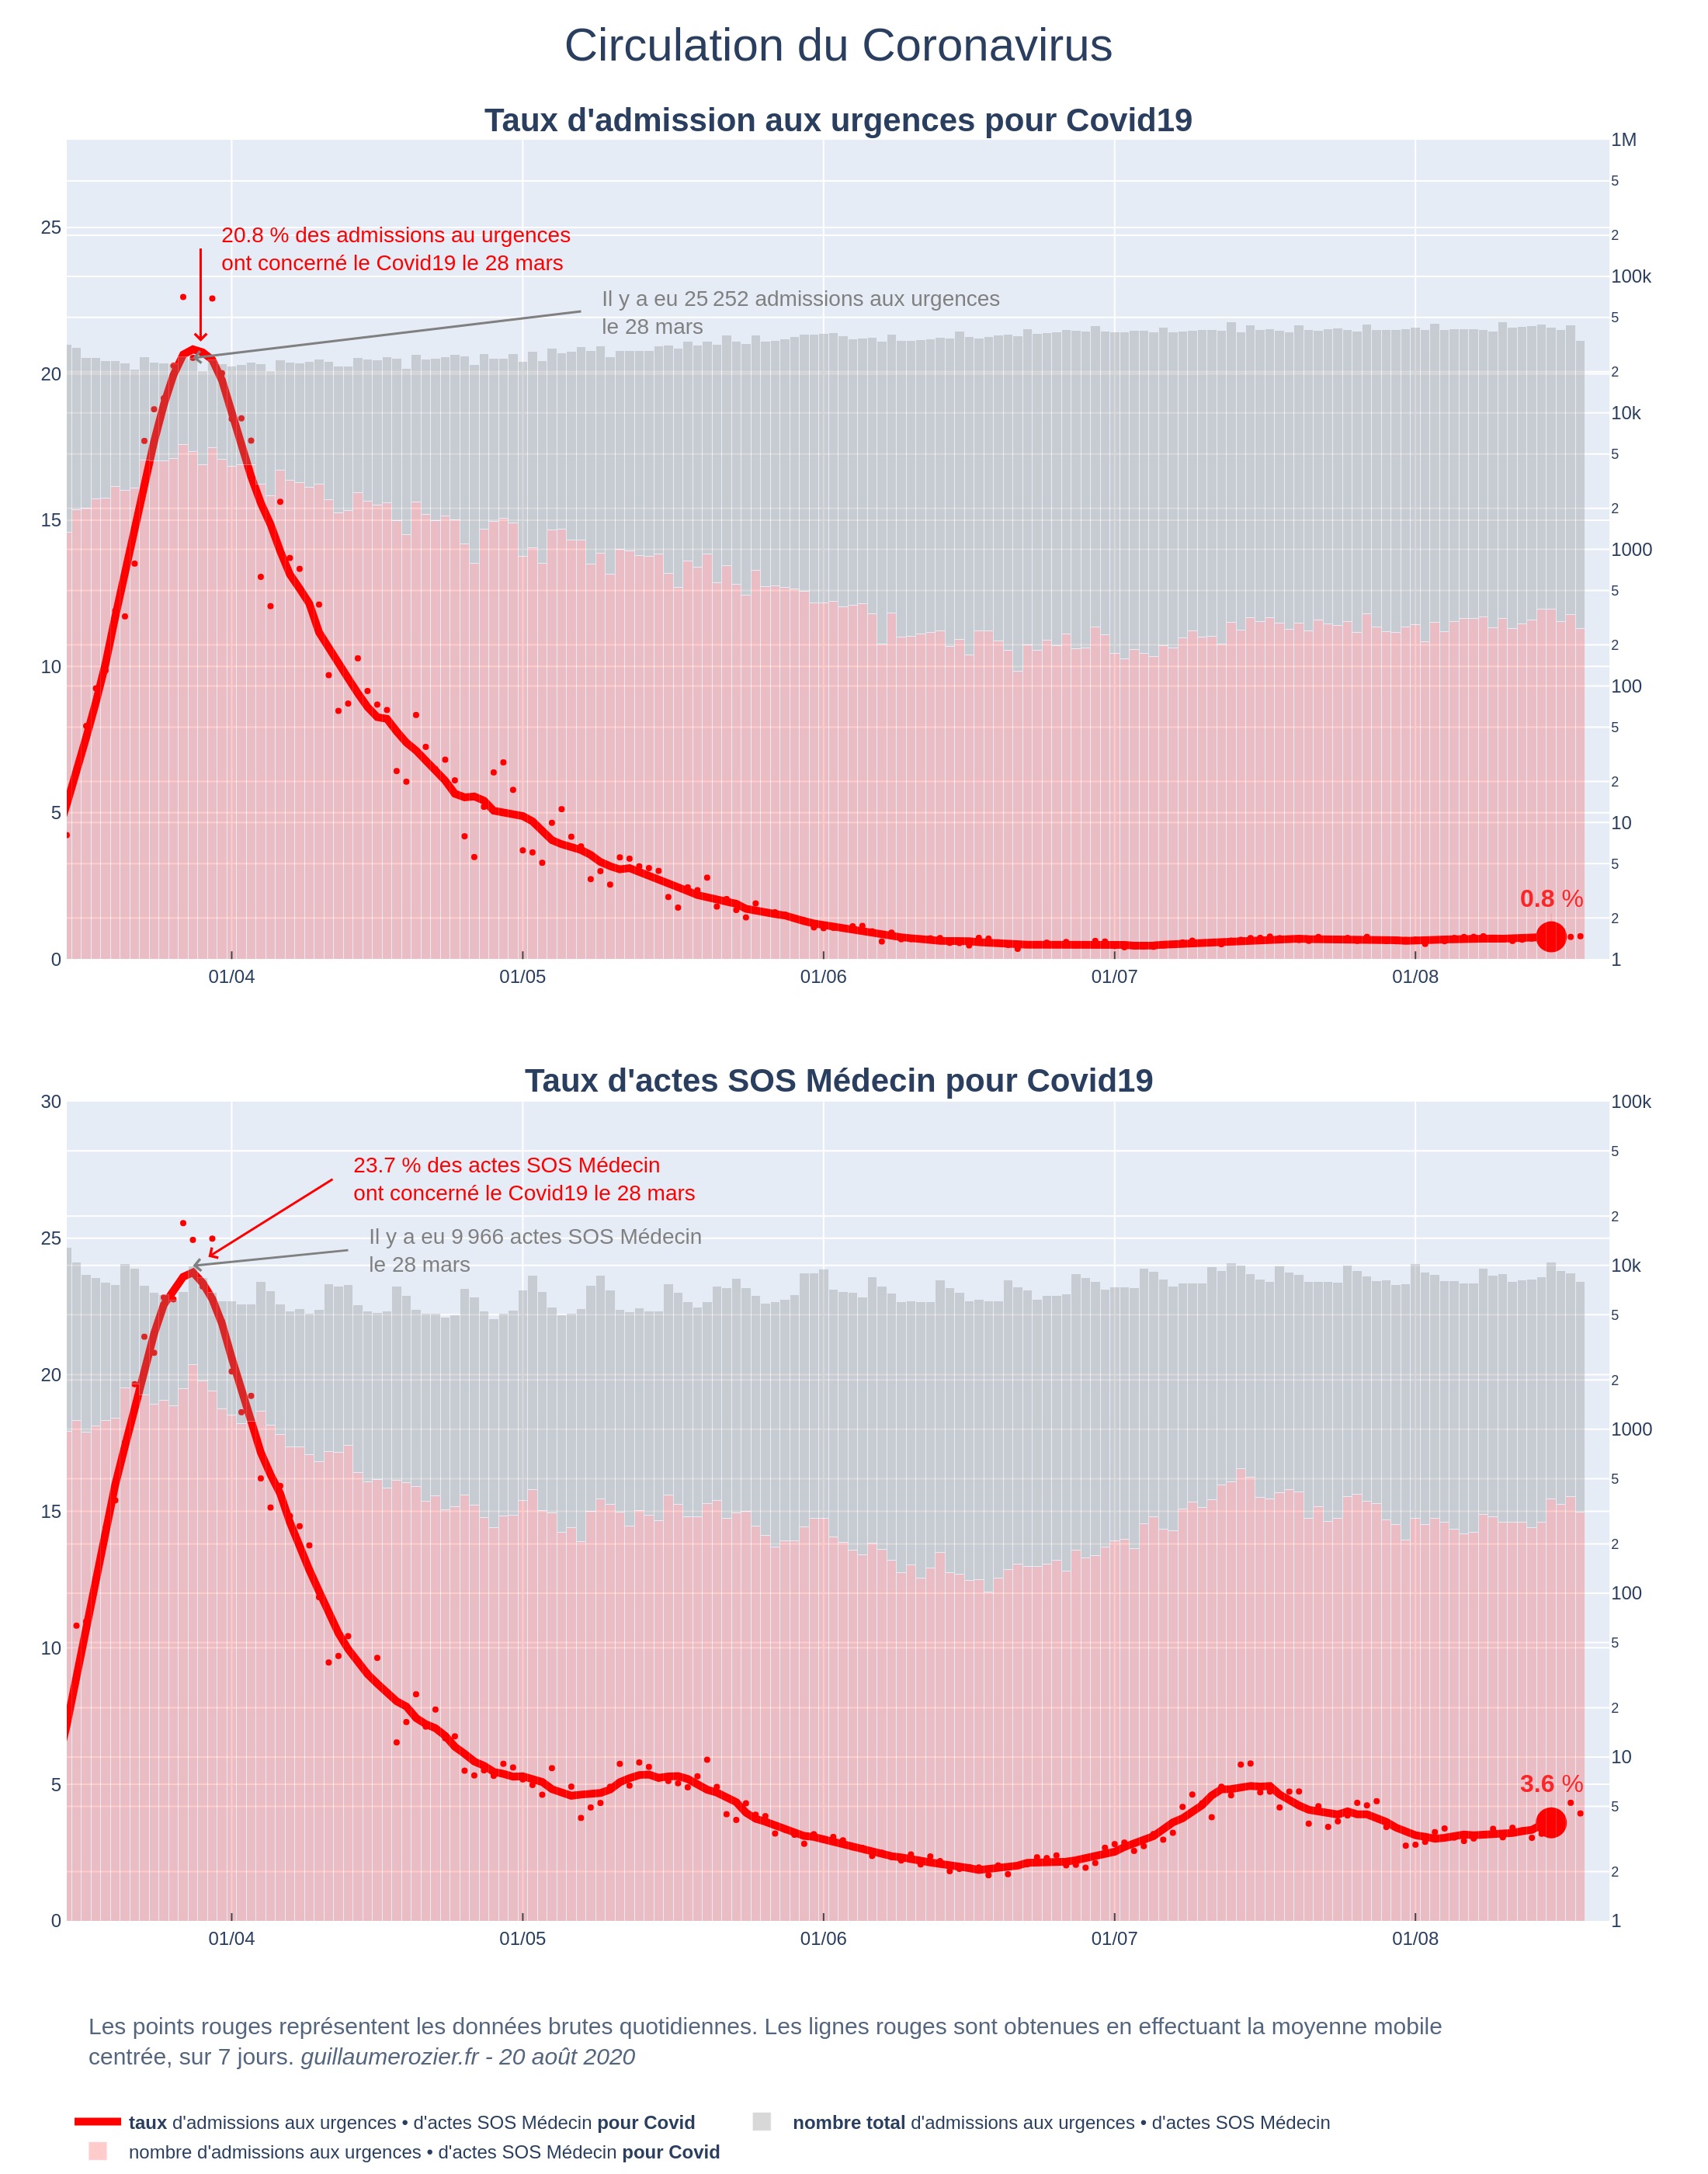 Circulation du Coronavirus
Taux d'admission aux urgences pour Covid19
1M
5
25
20.8 % des admissions au urgences
ont concerné le Covid19 le 28 mars
2
100k
Il y a eu 25 252 admissions aux urgences
le 28 mars
5
20
2
10k
5
15
2
1000
5
10
2
100
5
5
2
10
5
0.8 %
2
0
1
01/04
01/05
01/06
01/07
01/08
Taux d'actes SOS Médecin pour Covid19
30
100k
5
23.7 % des actes SOS Médecin
ont concerné le Covid19 le 28 mars
2
25
Il y a eu 9 966 actes SOS Médecin
le 28 mars
10k
5
20
2
1000
5
15
2
100
5
10
2
10
5
3.6 %
5
2
0
1
01/04
01/05
01/06
01/07
01/08
Les points rouges représentent les données brutes quotidiennes. Les lignes rouges sont obtenues en effectuant la moyenne mobile
centrée, sur 7 jours. guillaumerozier.fr - 20 août 2020
taux d'admissions aux urgences • d'actes SOS Médecin pour Covid
nombre total d'admissions aux urgences • d'actes SOS Médecin
nombre d'admissions aux urgences • d'actes SOS Médecin pour Covid